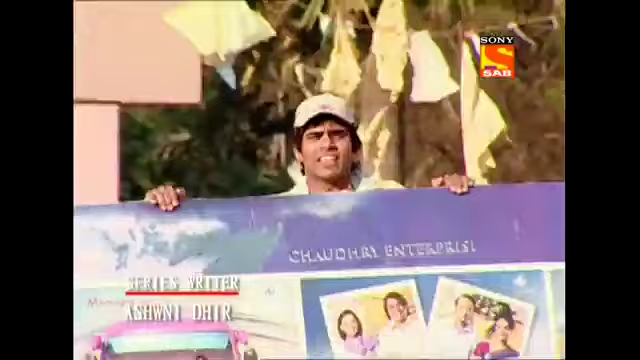 SONY
SAB
CHAUDHRY ENTERPRISE
SERIES WRITER
ASHWNI DHIR